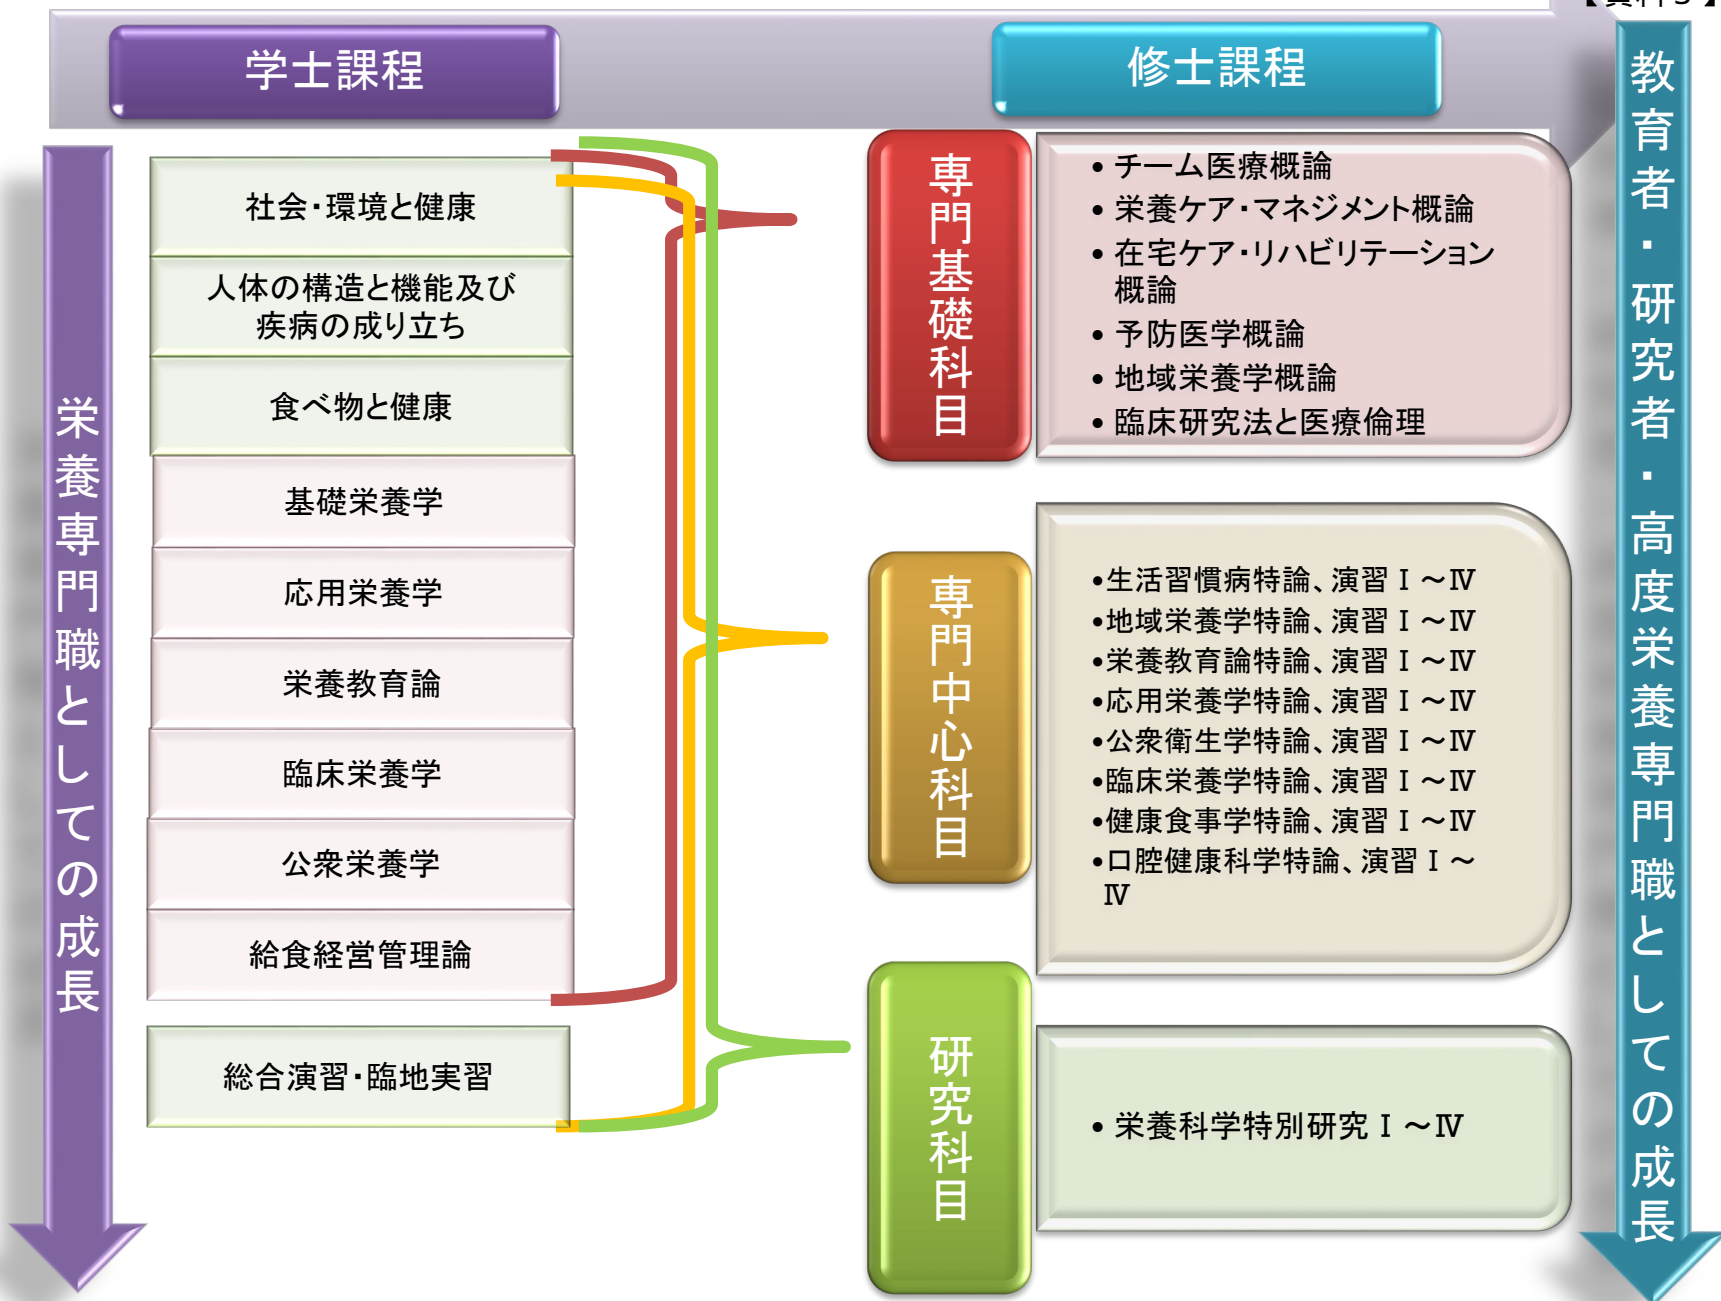 学士課程
修士課程
栄養専門職としての成長
社会・環境と健康
人体の構造と機能及び
疾病の成り立ち
食べ物と健康
基礎栄養学
応用栄養学
栄養教育論
臨床栄養学
公衆栄養学
給食経営管理論
総合演習・臨地実習
専門基礎科目
• チーム医療概論
• 栄養ケア・マネジメント概論
• 在宅ケア・リハビリテーション
概論
• 予防医学概論
• 地域栄養学概論
• 臨床研究法と医療倫理
専門中心科目
•生活習慣病特論、演習Ⅰ～Ⅳ
•地域栄養学特論、演習Ⅰ～Ⅳ
•栄養教育論特論、演習Ⅰ～Ⅳ
•応用栄養学特論、演習Ⅰ～Ⅳ
•公衆衛生学特論、演習Ⅰ～Ⅳ
•臨床栄養学特論、演習Ⅰ～Ⅳ
•健康食事学特論、演習Ⅰ～Ⅳ
•口腔健康科学特論、演習Ⅰ～
Ⅳ
研究科目
• 栄養科学特別研究Ⅰ～Ⅳ
教育者・研究者・高度栄養専門職としての成長